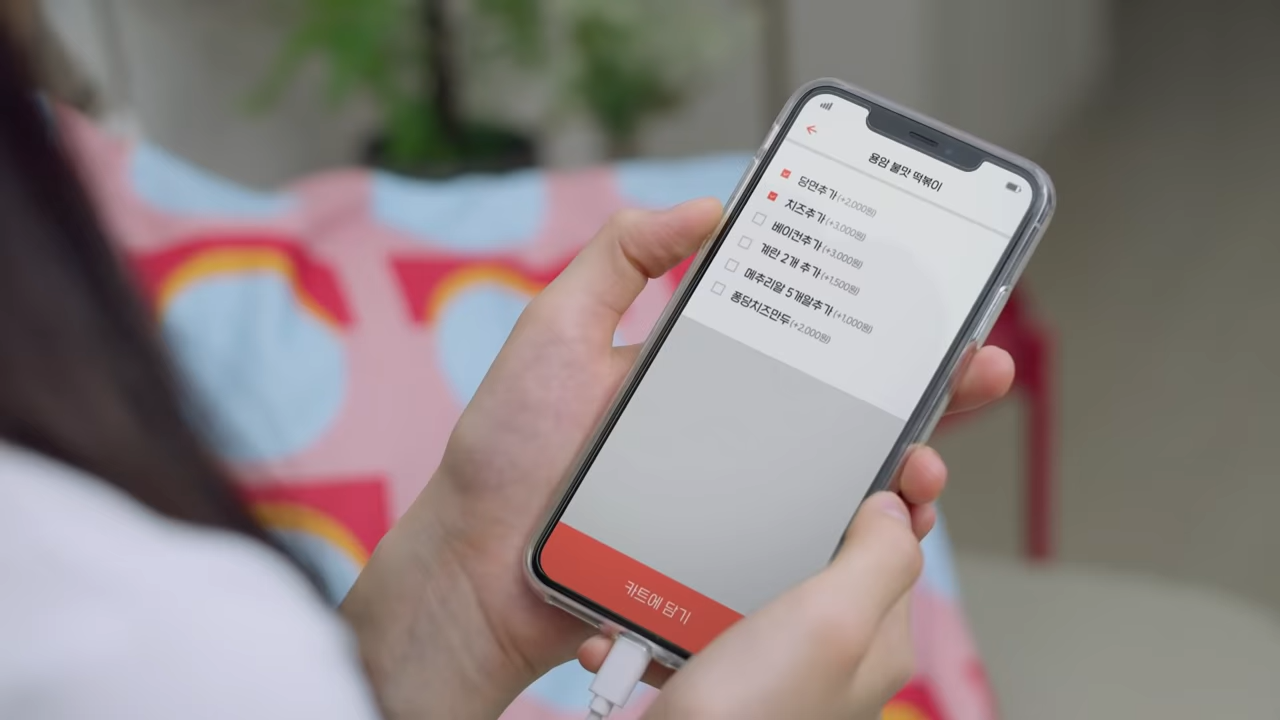 용암 불맛 떡볶이
당면추가 (+2,000원)
치즈추가 (+3,000원)
베이컨추가 (+3,000원)
계란 2개 추가 (+1,500원)
메추리알 5개알추가 (+1,000원)
퐁당치즈만두 (+2,000원)
카트에 담기